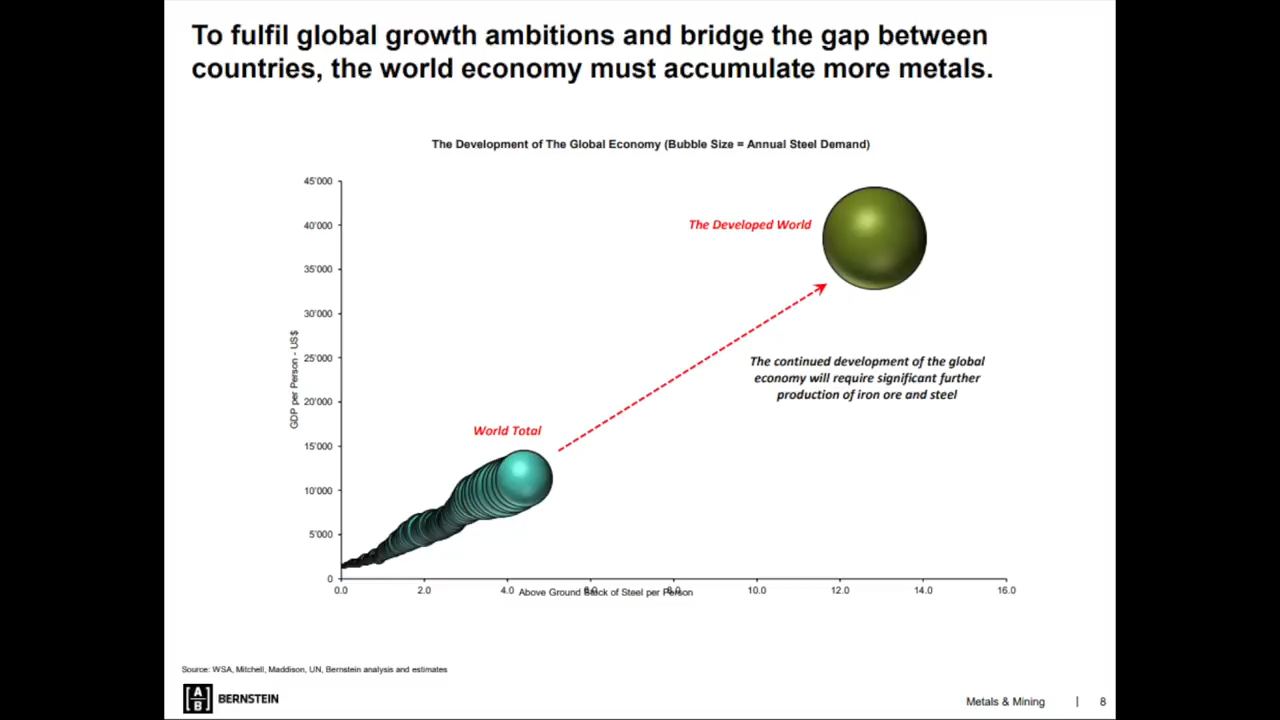 To fulfil global growth ambitions and bridge the gap between
countries, the world economy must accumulate more metals.
The Development of The Global Economy (Bubble Size = Annual Steel Demand)
45'000
40'000
35'000
30'000
25'000
20'000
15'000
10'000
5'000
0
GDP per Person - US$
The Developed World
The continued development of the global
economy will require significant further
production of iron ore and steel
World Total
0.0 2.0 4.0 6.0 8.0 10.0 12.0 14.0 16.0
Above Ground Stock of Steel per Person
Source: WSA, Mitchell, Maddison, UN, Bernstein analysis and estimates
AB BERNSTEIN
Metals & Mining | 8